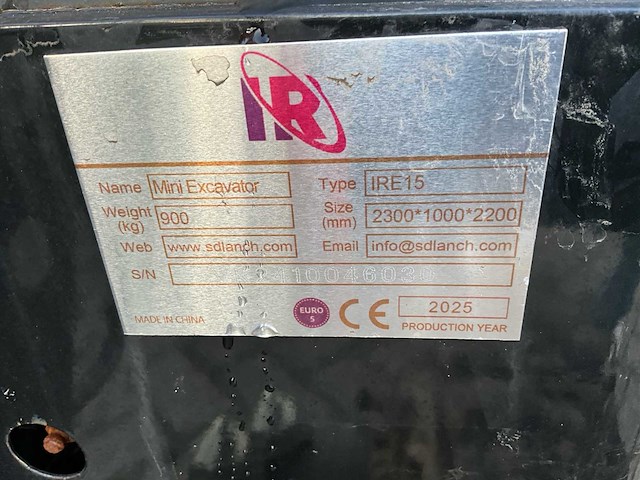 IR
Name Mini Excavator Type IRE15
Weight (kg) 900 Size (mm) 2300*1000*2200
Web www.sdlanch.com Email info@sdlanch.com
S/N
MADE IN CHINA EURO 5 CE 2025
PRODUCTION YEAR